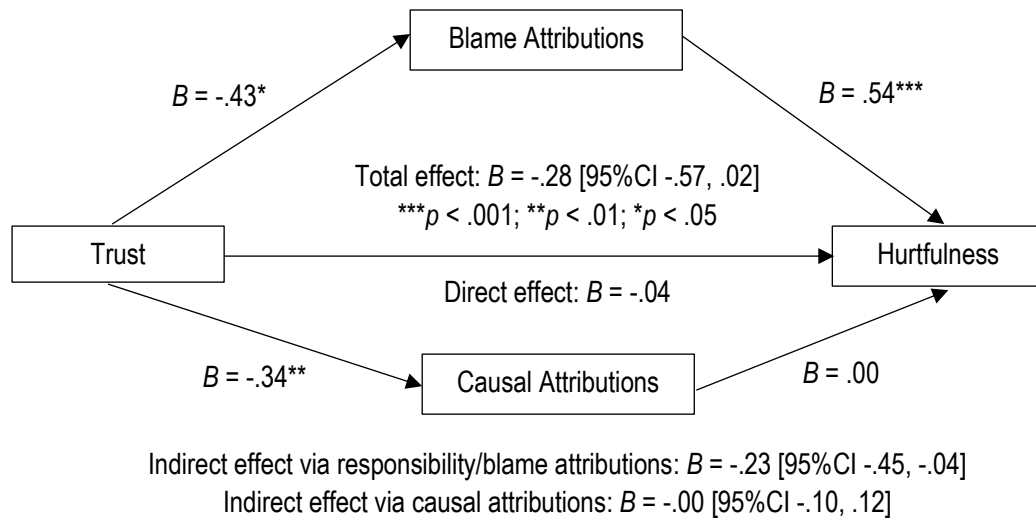 Blame Attributions
B = -.43*
B = .54***
Total effect: B = -.28 [95%CI -.57, .02]
***p < .001; **p < .01; *p < .05
Trust
Hurtfulness
Direct effect: B = -.04
B = -.34**
Causal Attributions
B = .00
Indirect effect via responsibility/blame attributions: B = -.23 [95%CI -.45, -.04]
Indirect effect via causal attributions: B = -.00 [95%CI -.10, .12]